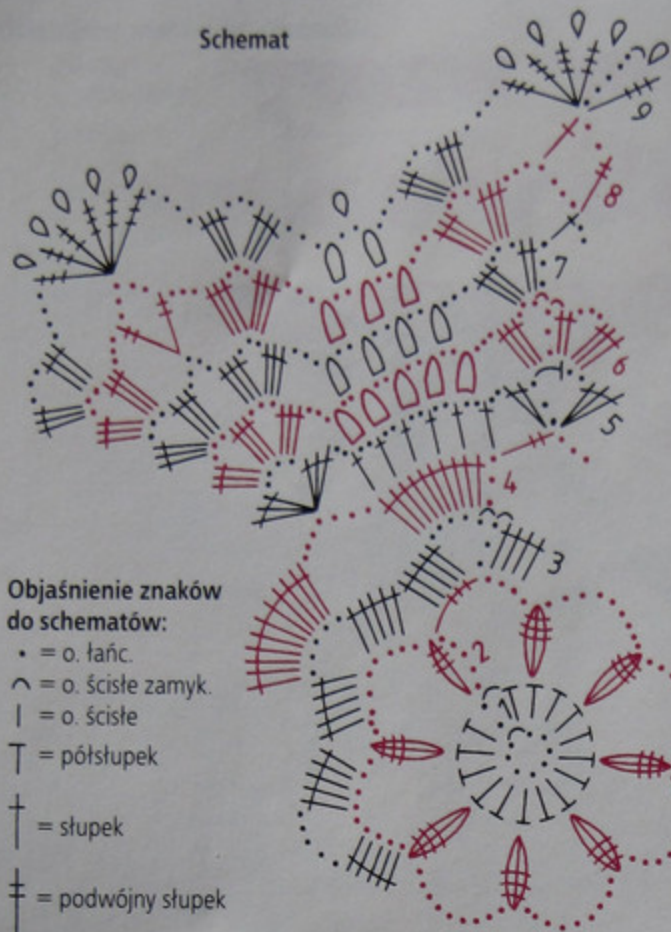 Schemat
9
8
7
6
5
4
3
2
1
Objaśnienie znaków
do schematów:
• = o. łańc.
= o. ścisłe zamyk.
| = o. ścisłe
= półsłupek
= słupek
= podwójny słupek